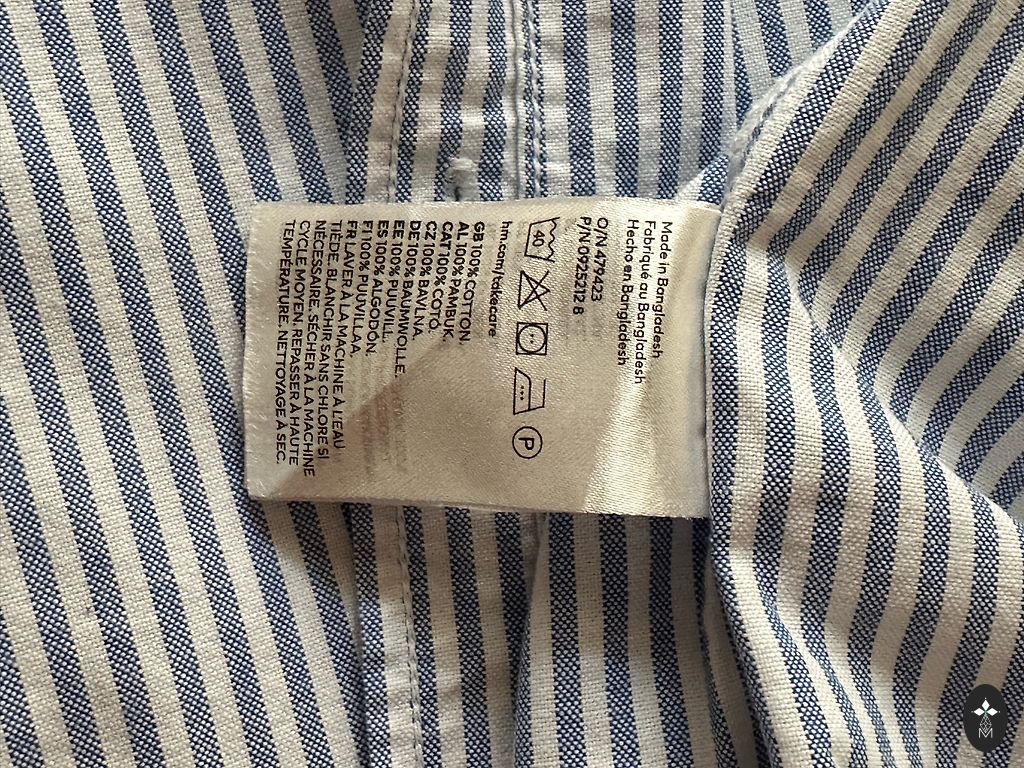 Made in Bangladesh
Fabriqué au Bangladesh
Hecho en Bangladesh
O/N 479423
P/N 0925212 8
40
P
hm.com/takecare
GB 100% COTTON.
AL 100% PAMBUK.
CAT 100% COTÓ.
CZ 100% BAVLNA.
DE 100% BAUMWOLLE.
EE 100% PUUVILL.
ES 100% ALGODÓN.
FI 100% PUUVILLAA.
FR LAVER À LA MACHINE À L'EAU
TIÈDE. BLANCHIR SANS CHLORE SI
NÉCESSAIRE. SÉCHER À LA MACHINE
CYCLE MOYEN. REPASSER À HAUTE
TEMPÉRATURE. NETTOYAGE À SEC.
M